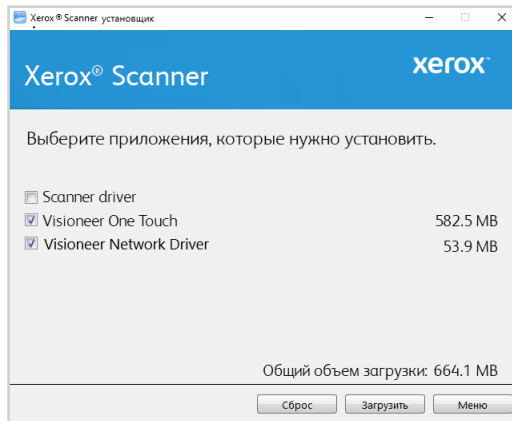 Xerox ® Scanner установщик
Xerox® Scanner
xerox™
Выберите приложения, которые нужно установить.
Scanner driver
Visioneer One Touch 582.5 MB
Visioneer Network Driver 53.9 MB
Общий объем загрузки: 664.1 MB
Сброс Загрузить Меню